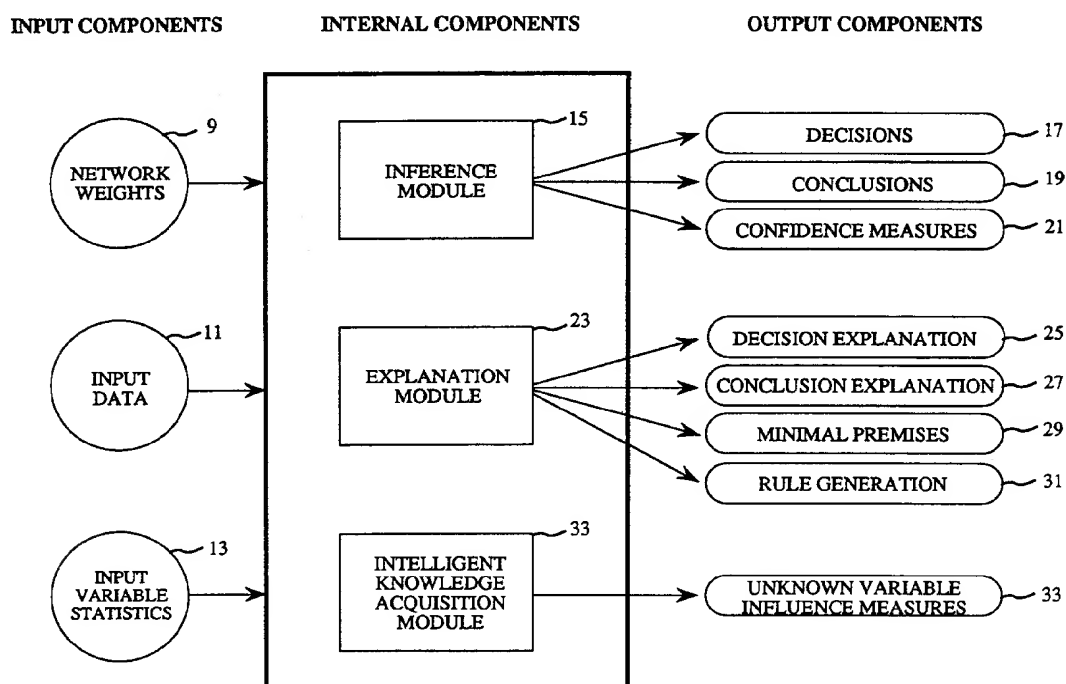 INPUT COMPONENTS
INTERNAL COMPONENTS
OUTPUT COMPONENTS
9
NETWORK
WEIGHTS
15
INFERENCE
MODULE
DECISIONS
17
CONCLUSIONS
19
CONFIDENCE MEASURES
21
11
INPUT
DATA
23
EXPLANATION
MODULE
DECISION EXPLANATION
25
CONCLUSION EXPLANATION
27
MINIMAL PREMISES
29
RULE GENERATION
31
13
INPUT
VARIABLE
STATISTICS
33
INTELLIGENT
KNOWLEDGE
ACQUISITION
MODULE
UNKNOWN VARIABLE
INFLUENCE MEASURES
33